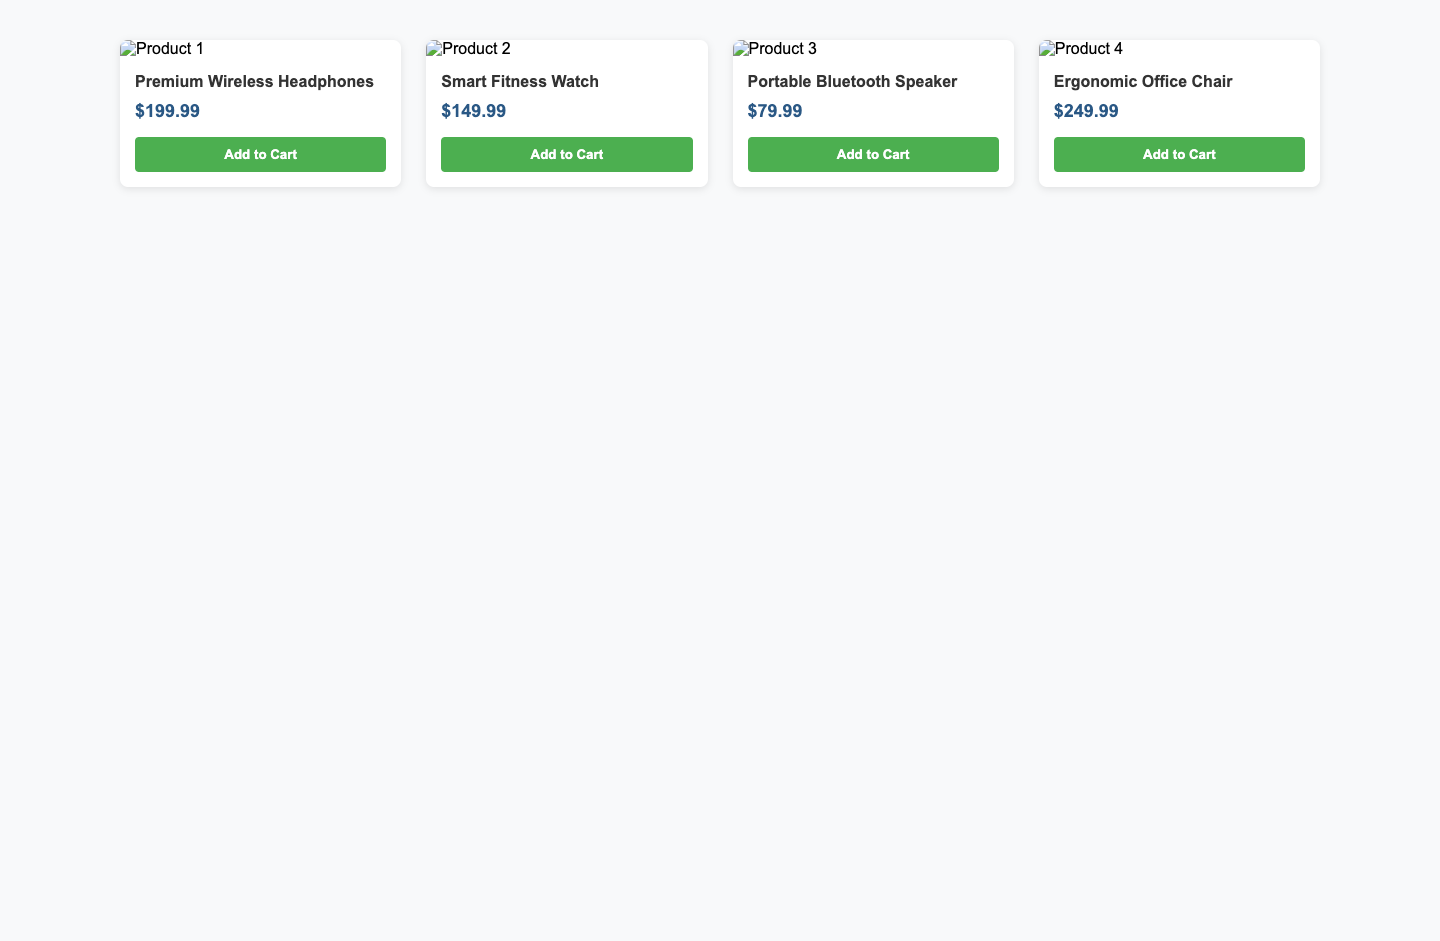 Product 1
Premium Wireless Headphones
$199.99
Add to Cart
Product 2
Smart Fitness Watch
$149.99
Add to Cart
Product 3
Portable Bluetooth Speaker
$79.99
Add to Cart
Product 4
Ergonomic Office Chair
$249.99
Add to Cart